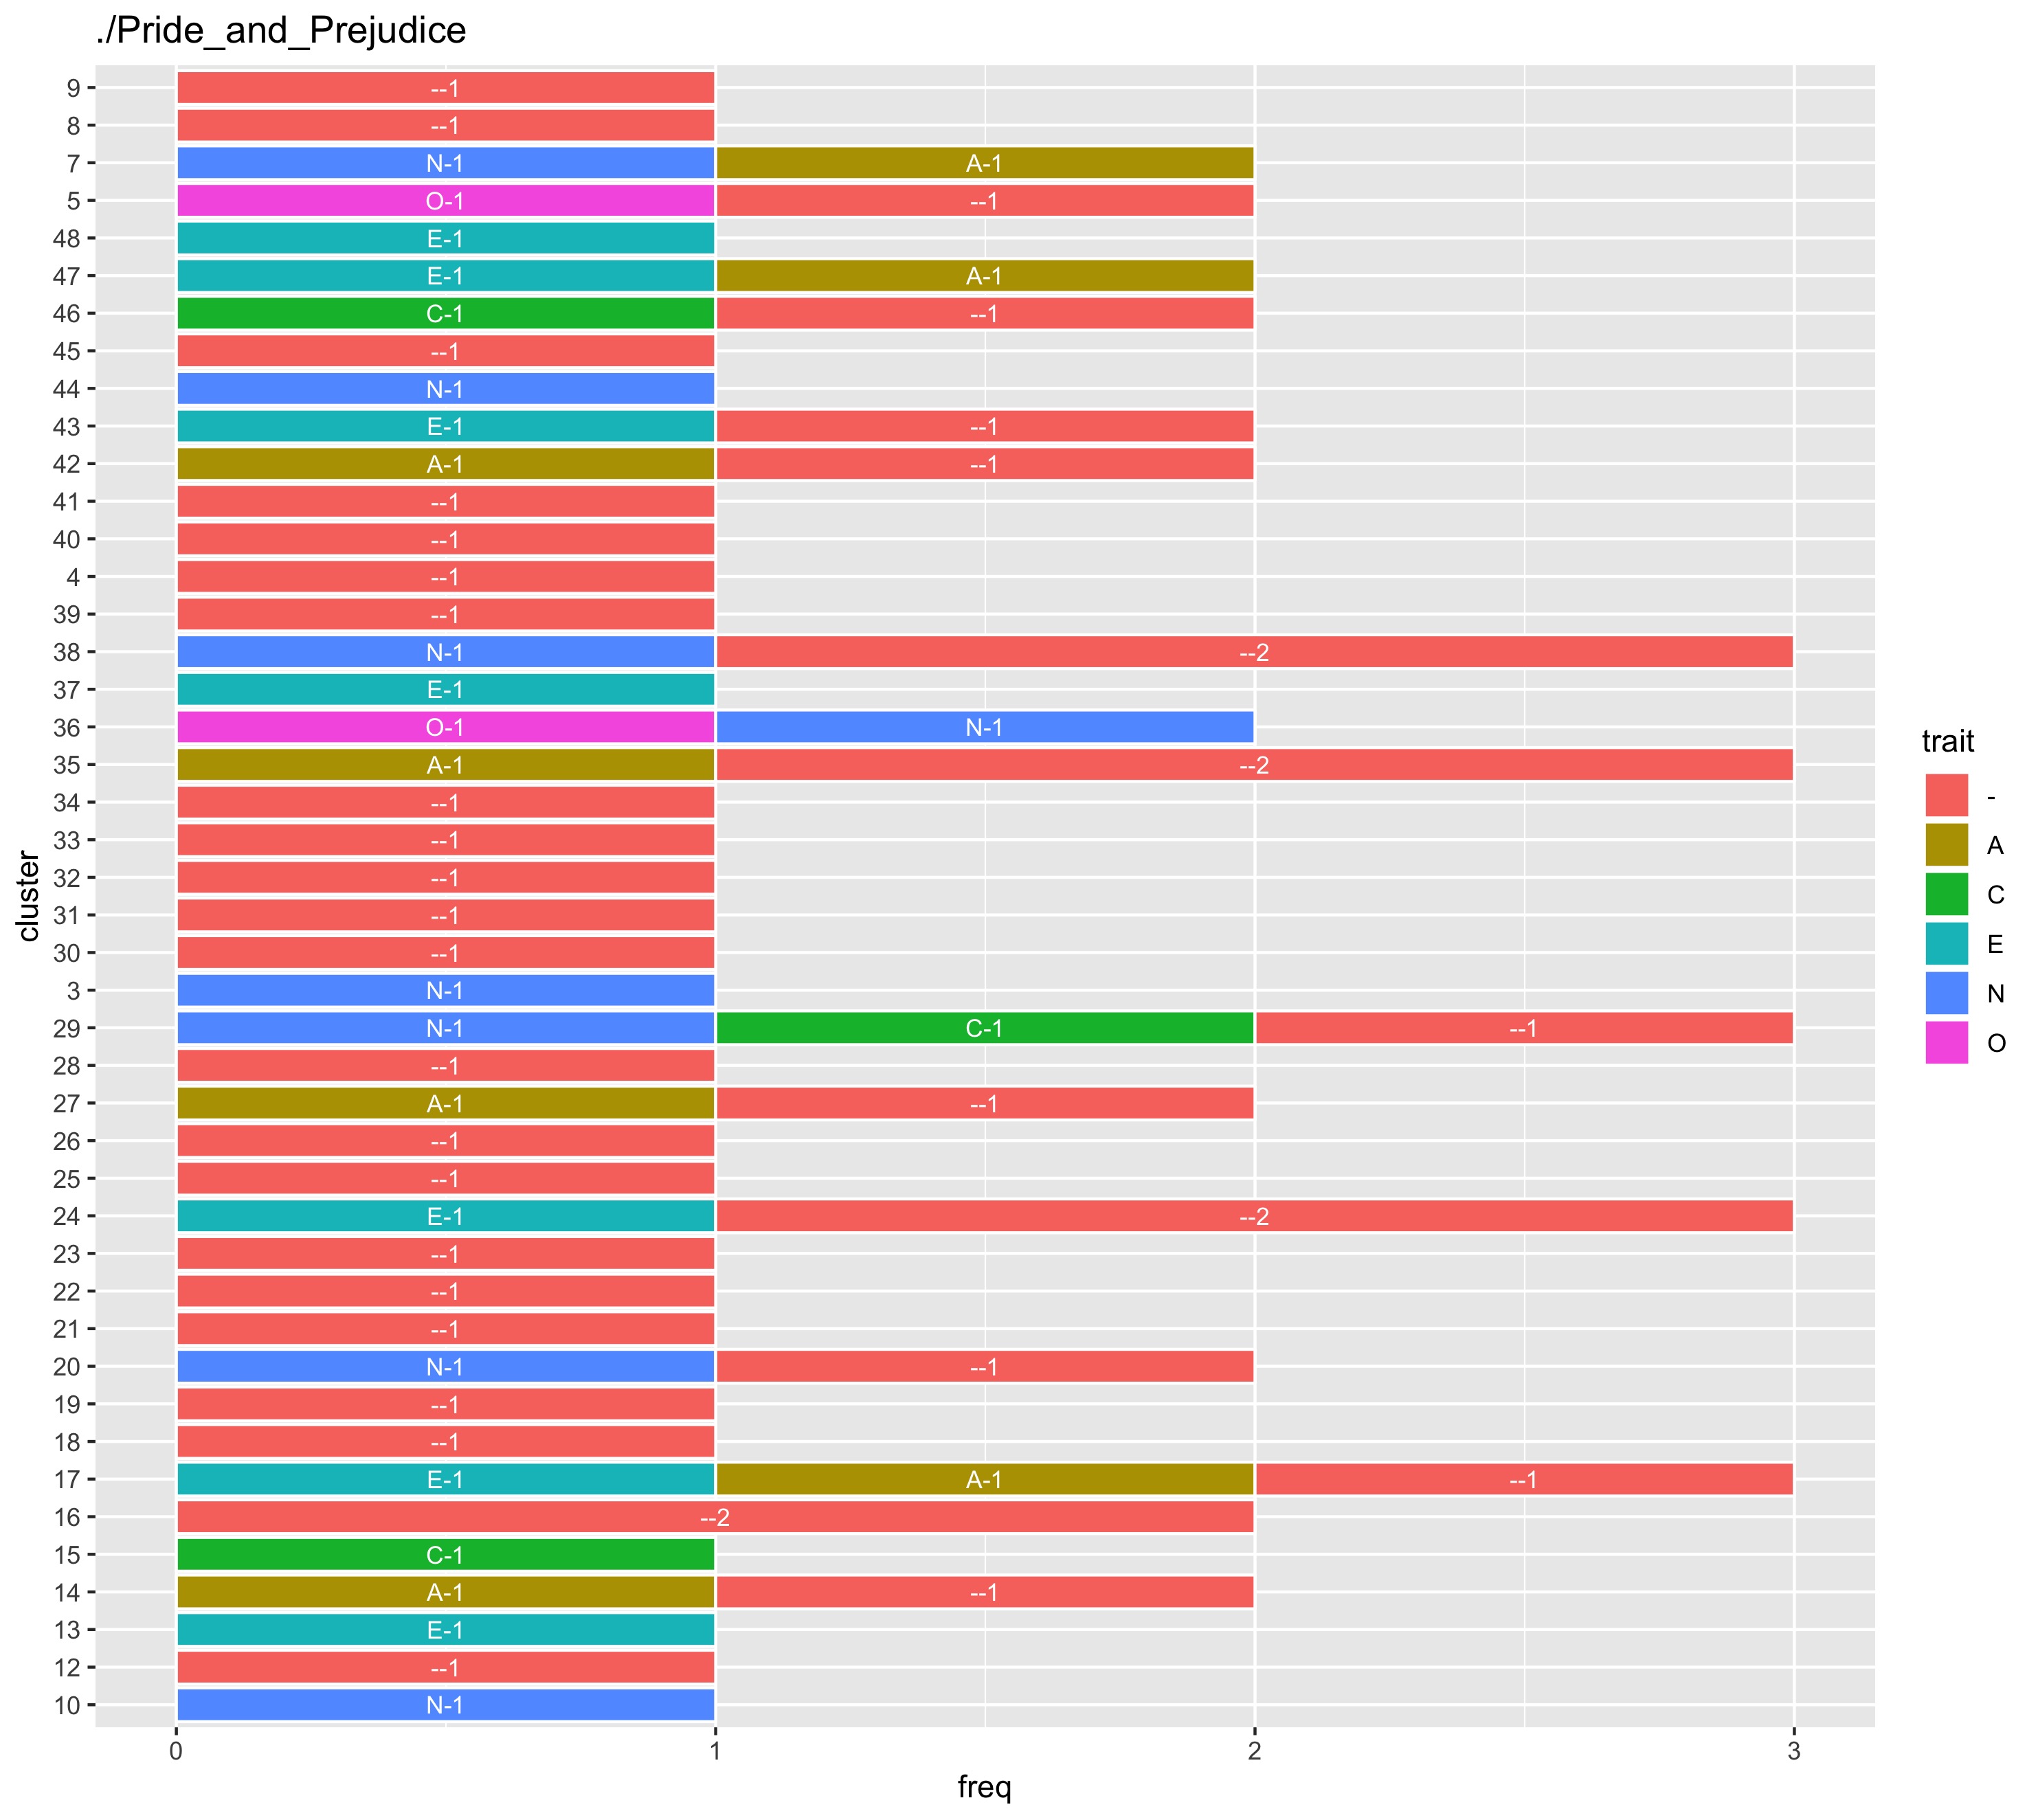 ./Pride_and_Prejudice
9 --1
8 --1
7 N-1 A-1
5 O-1 --1
48 E-1
47 E-1 A-1
46 C-1 --1
45 --1
44 N-1
43 E-1 --1
42 A-1 --1
41 --1
40 --1
4 --1
39 --1
38 N-1 --2
37 E-1
36 O-1 N-1
35 A-1 --2
34 --1
33 --1
32 --1
31 --1
30 --1
3 N-1
29 N-1 C-1 --1
28 --1
27 A-1 --1
26 --1
25 --1
24 E-1 --2
23 --1
22 --1
21 --1
20 N-1 --1
19 --1
18 --1
17 E-1 A-1 --1
16 --2
15 C-1
14 A-1 --1
13 E-1
12 --1
10 N-1
0 1 2 3
freq
cluster
trait
-
A
C
E
N
O